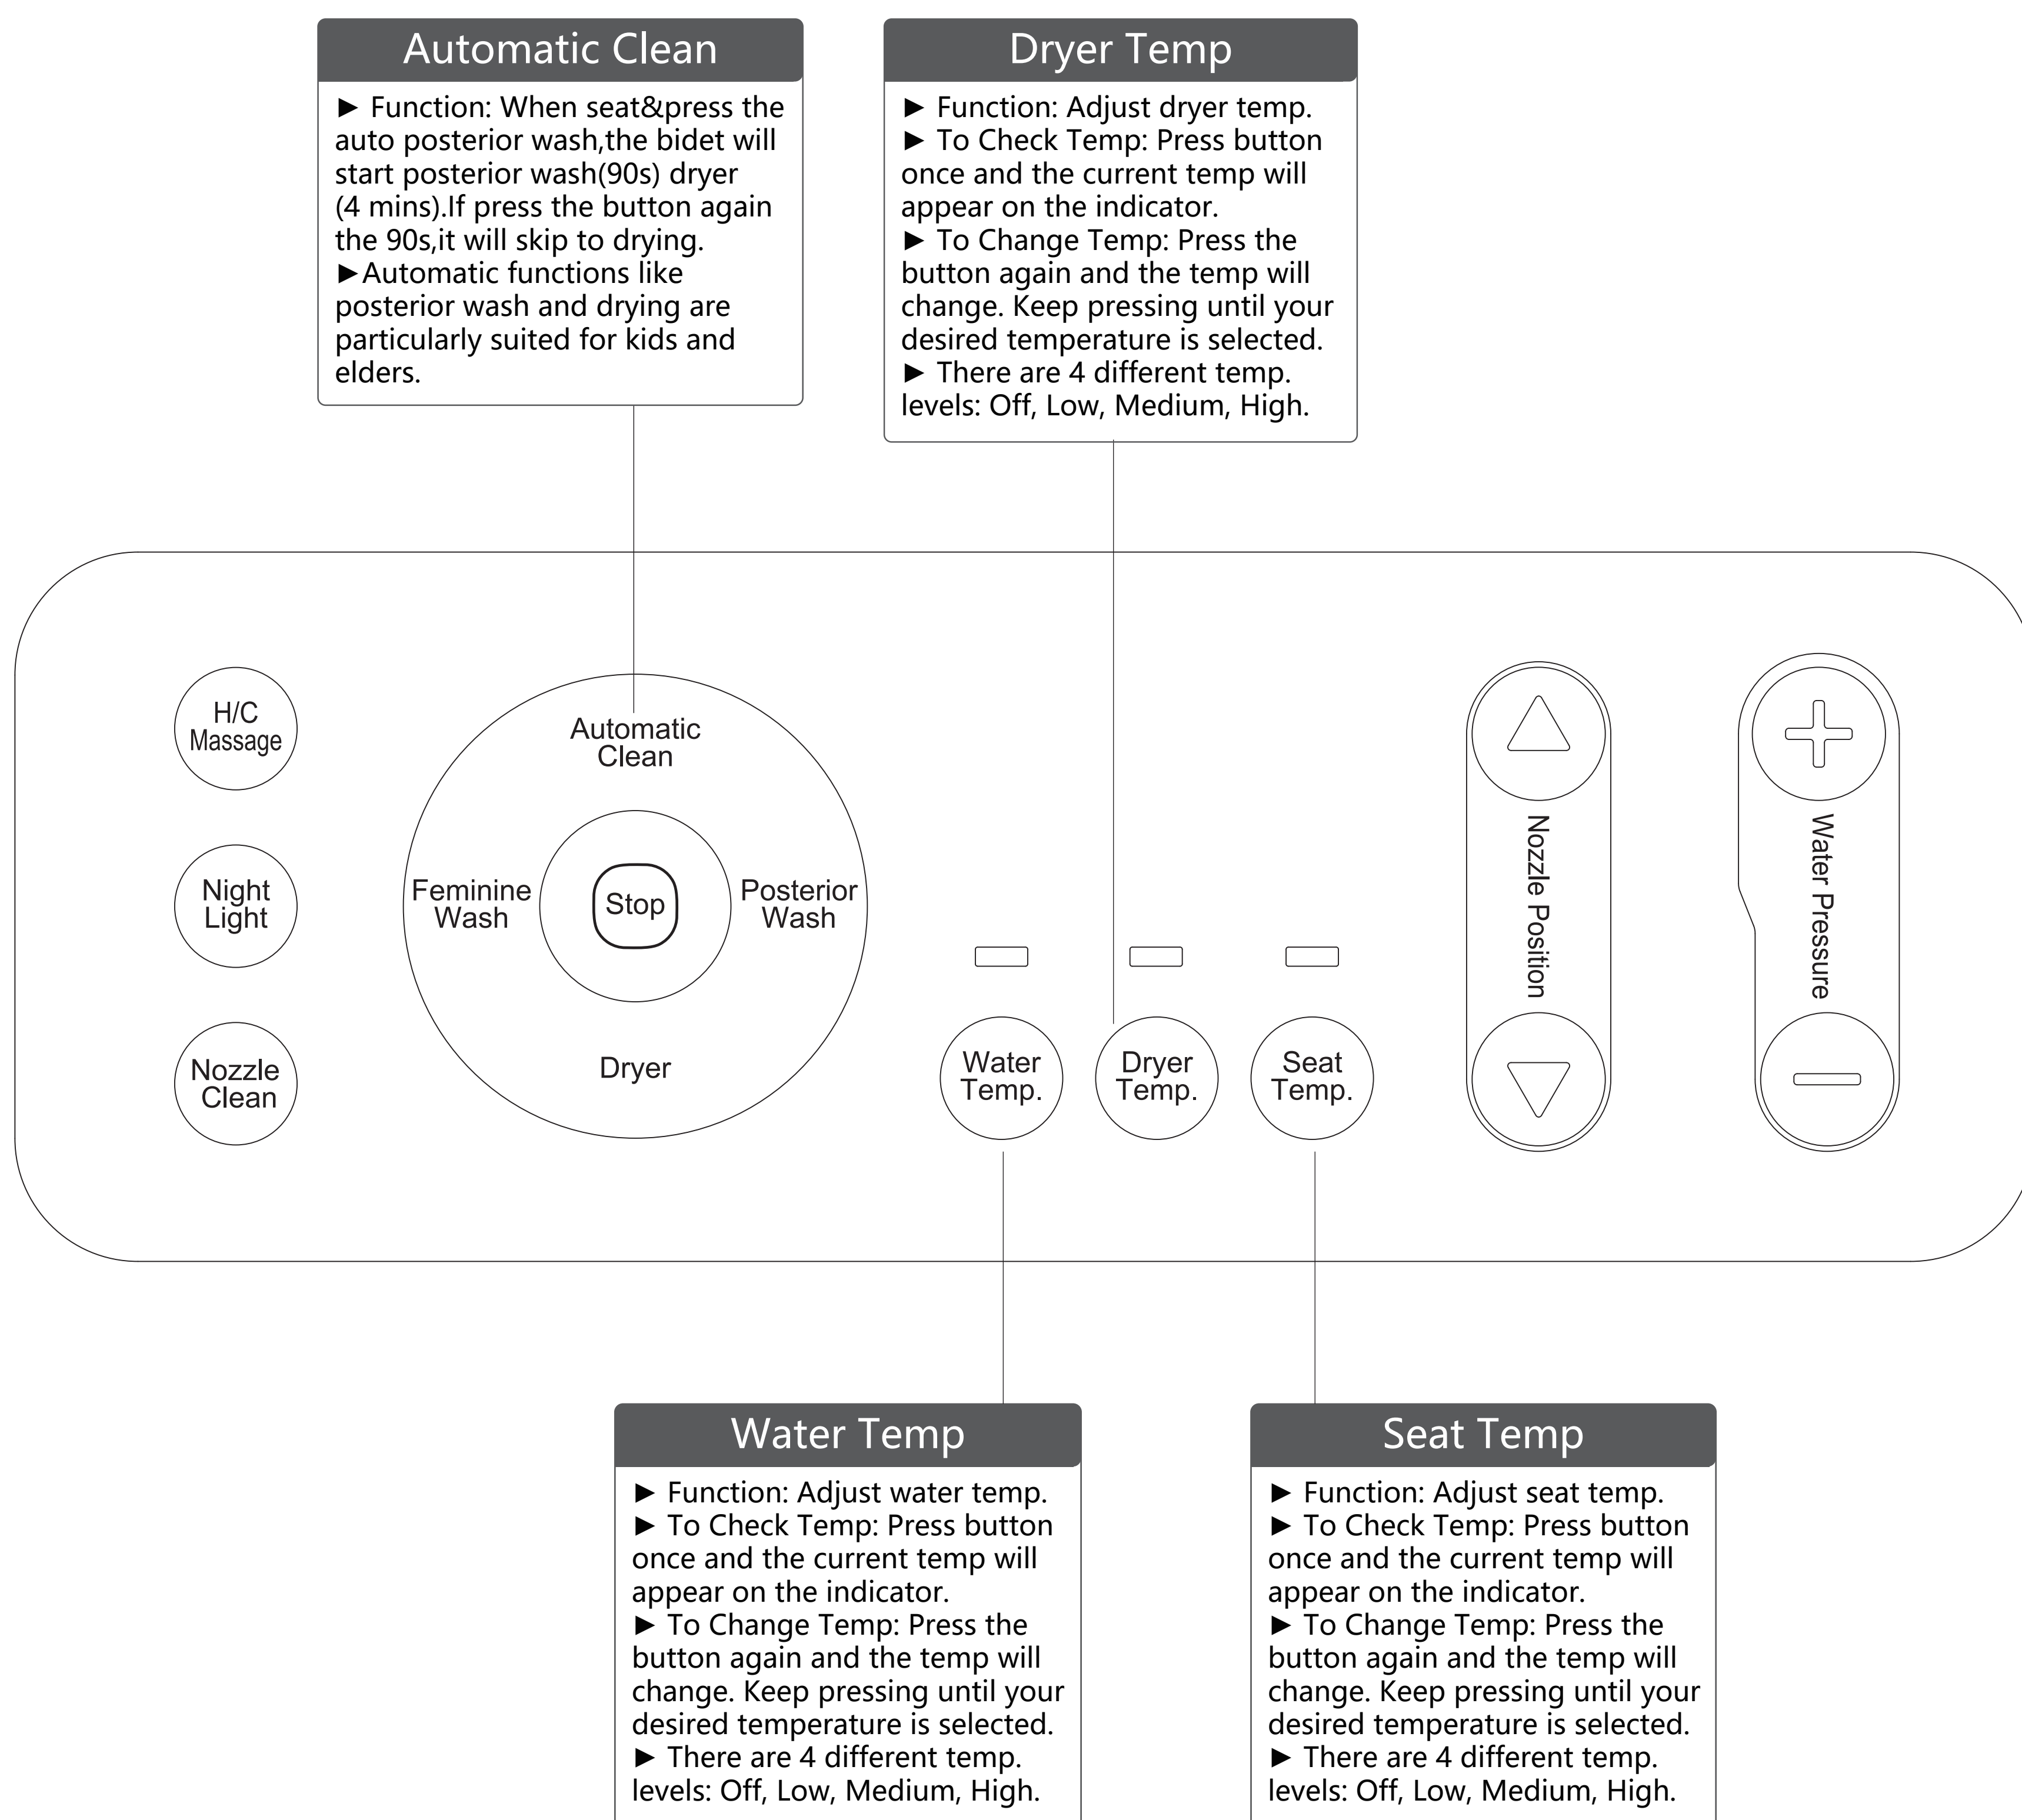 Automatic Clean
► Function: When seat&press the
auto posterior wash,the bidet will
start posterior wash(90s) dryer
(4 mins).If press the button again
the 90s,it will skip to drying.
►Automatic functions like
posterior wash and drying are
particularly suited for kids and
elders.
Dryer Temp
► Function: Adjust dryer temp.
► To Check Temp: Press button
once and the current temp will
appear on the indicator.
► To Change Temp: Press the
button again and the temp will
change. Keep pressing until your
desired temperature is selected.
► There are 4 different temp.
levels: Off, Low, Medium, High.
H/C
Massage
Night
Light
Nozzle
Clean
Automatic
Clean
Feminine
Wash
Stop
Posterior
Wash
Dryer
Water
Temp.
Dryer
Temp.
Seat
Temp.
Nozzle Position
Water Pressure
Water Temp
► Function: Adjust water temp.
► To Check Temp: Press button
once and the current temp will
appear on the indicator.
► To Change Temp: Press the
button again and the temp will
change. Keep pressing until your
desired temperature is selected.
► There are 4 different temp.
levels: Off, Low, Medium, High.
Seat Temp
► Function: Adjust seat temp.
► To Check Temp: Press button
once and the current temp will
appear on the indicator.
► To Change Temp: Press the
button again and the temp will
change. Keep pressing until your
desired temperature is selected.
► There are 4 different temp.
levels: Off, Low, Medium, High.